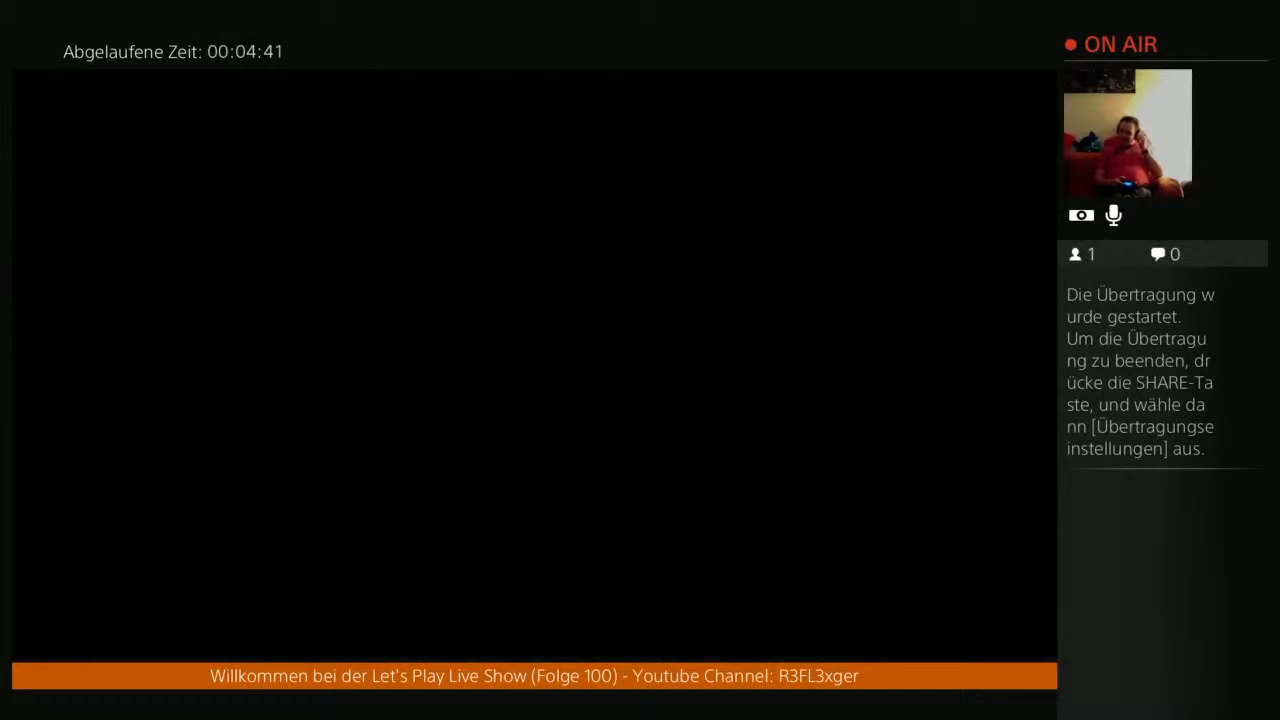 Abgelaufene Zeit: 00:04:41
ON AIR
1 0
Die Übertragung w
urde gestartet.
Um die Übertragu
ng zu beenden, dr
ücke die SHARE-Ta
ste, und wähle da
nn [Übertragungse
instellungen] aus.
Willkommen bei der Let's Play Live Show (Folge 100) - Youtube Channel: R3FL3xger